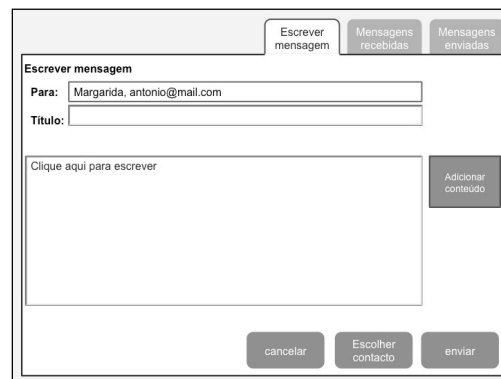 Escrever
mensagem
Mensagens
recebidas
Mensagens
enviadas
Escrever mensagem
Para: Margarida, antonio@mail.com
Título:
Clique aqui para escrever
Adicionar
conteúdo
cancelar
Escolher
contacto
enviar